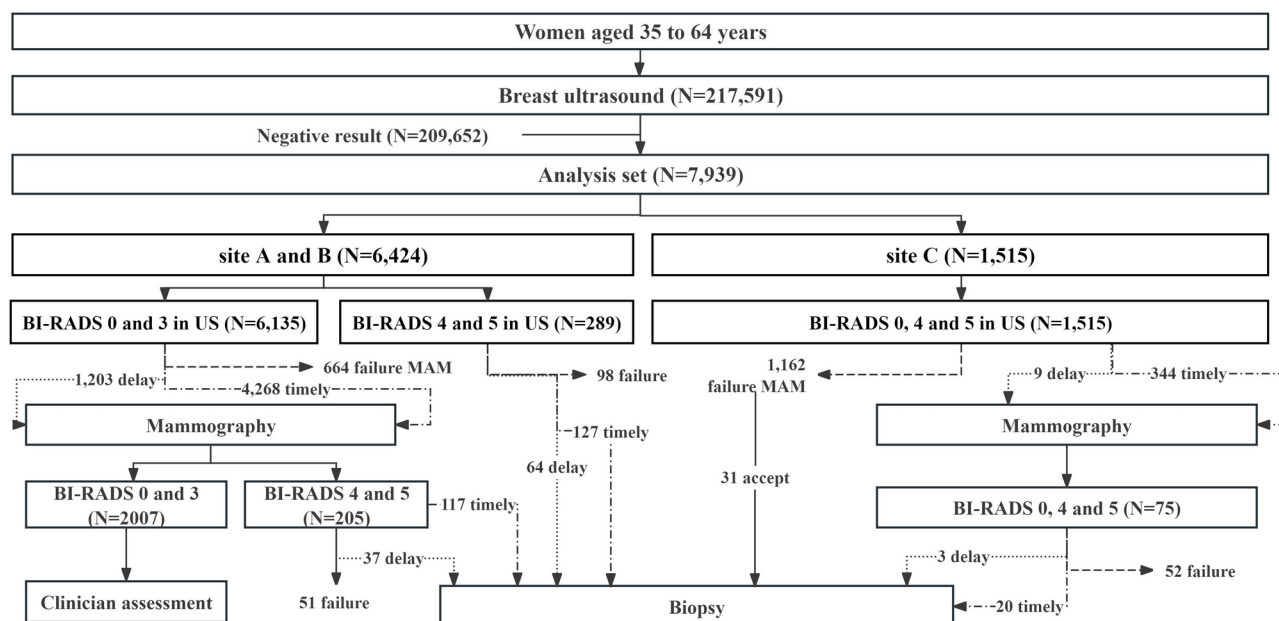 Women aged 35 to 64 years
Breast ultrasound (N=217,591)
Negative result (N=209,652)
Analysis set (N=7,939)
site A and B (N=6,424)
site C (N=1,515)
BI-RADS 0 and 3 in US (N=6,135)
BI-RADS 4 and 5 in US (N=289)
BI-RADS 0, 4 and 5 in US (N=1,515)
664 failure MAM
1,203 delay
4,268 timely
98 failure
1,162
failure MAM
9 delay
344 timely
Mammography
127 timely
Mammography
64 delay
31 accept
BI-RADS 0 and 3
(N=2007)
BI-RADS 4 and 5
(N=205)
117 timely
BI-RADS 0, 4 and 5 (N=75)
37 delay
3 delay
52 failure
Clinician assessment
51 failure
Biopsy
20 timely